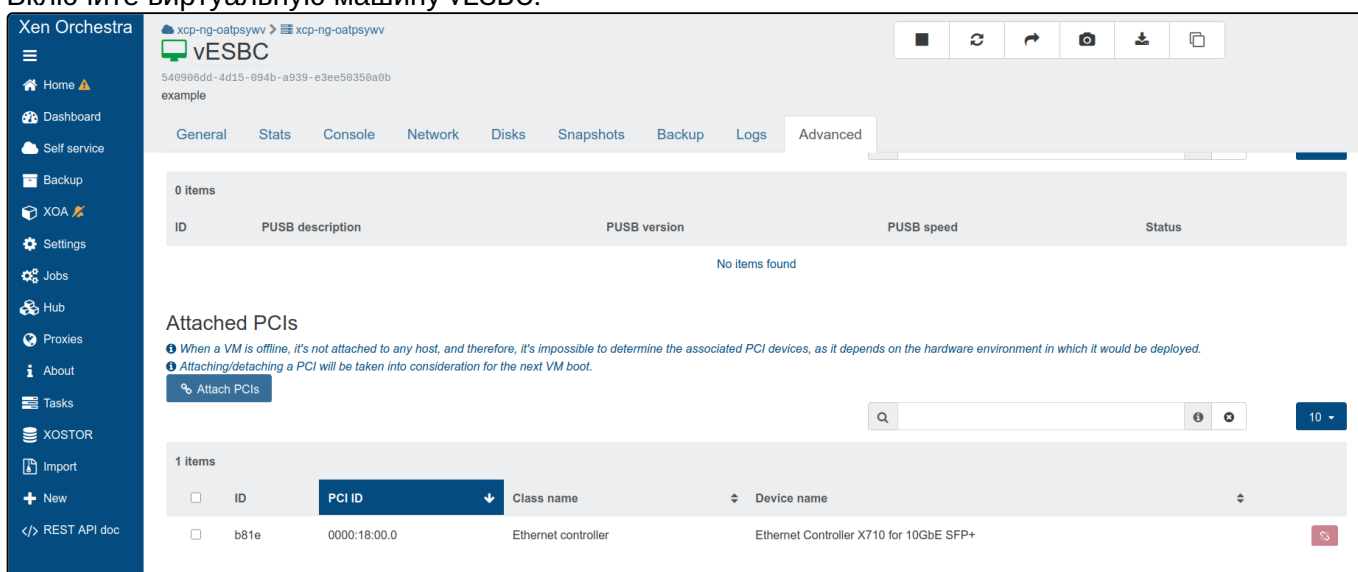 Включите виртуальную машину vESBC:
Xen Orchestra
Home
Dashboard
Self service
Backup
XOA
Settings
Jobs
Hub
Proxies
About
Tasks
XOSTOR
Import
New
</> REST API doc
xcp-ng-oatpsywv > xcp-ng-oatpsywv
vESBC
540906dd-4d15-094b-a939-e3ee50350a0b
example
General Stats Console Network Disks Snapshots Backup Logs Advanced
0 items
ID PUSB description PUSB version PUSB speed Status
No items found
Attached PCIs
When a VM is offline, it's not attached to any host, and therefore, it's impossible to determine the associated PCI devices, as it depends on the hardware environment in which it would be deployed.
Attaching/detaching a PCI will be taken into consideration for the next VM boot.
Attach PCIs
10
1 items
ID PCI ID Class name Device name
b81e 0000:18:00.0 Ethernet controller Ethernet Controller X710 for 10GbE SFP+